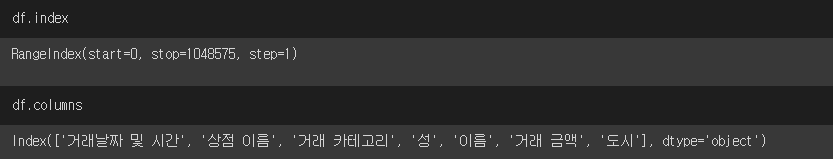 df.index
RangeIndex(start=0, stop=1048575, step=1)
df.columns
Index(['거래날짜 및 시간', '상점 이름', '거래 카테고리', '성', '이름', '거래 금액', '도시'], dtype='object')